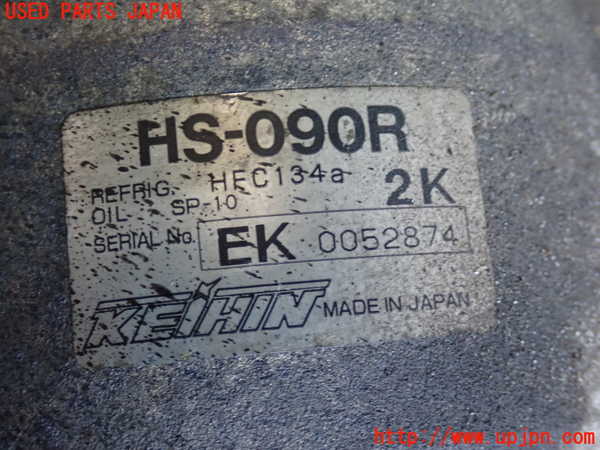 USED PARTS JAPAN
HS-090R
REFRIG. HFC134a 2K
OIL SP-10
SERIAL No. EK 0052874
KEIHIN MADE IN JAPAN
http://www.upjpn.com